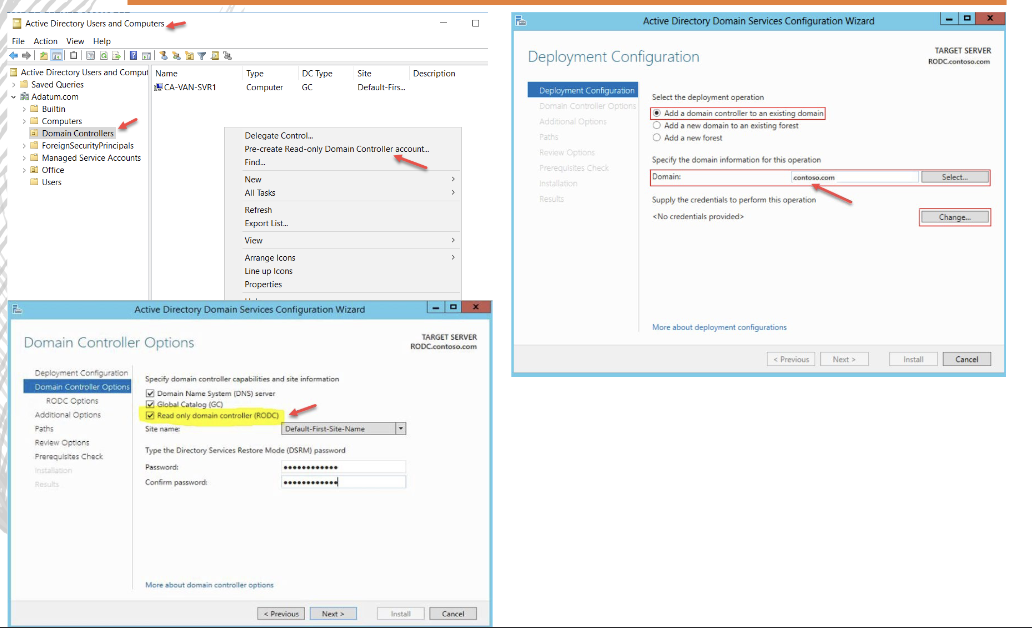 Active Directory Users and Computers
File Action View Help
Active Directory Users and Comput
Saved Queries
Adatum.com
Builtin
Computers
Domain Controllers
ForeignSecurityPrincipals
Managed Service Accounts
Office
Users
Name Type DC Type Site Description
CA-VAN-SVR1 Computer GC Default-Firs...
Delegate Control...
Pre-create Read-only Domain Controller account...
Find...
New
All Tasks
Refresh
Export List...
View
Arrange Icons
Line up Icons
Properties
Active Directory Domain Services Configuration Wizard
Deployment Configuration
TARGET SERVER
RODC.contoso.com
Deployment Configuration
Domain Controller Options
Additional Options
Paths
Review Options
Prerequisites Check
Installation
Results
Select the deployment operation
Add a domain controller to an existing domain
Add a new domain to an existing forest
Add a new forest
Specify the domain information for this operation
Domain: contoso.com Select...
Supply the credentials to perform this operation
<No credentials provided> Change...
More about deployment configurations
< Previous Next > Install Cancel
Active Directory Domain Services Configuration Wizard
Domain Controller Options
TARGET SERVER
RODC.contoso.com
Deployment Configuration
Domain Controller Options
RODC Options
Additional Options
Paths
Review Options
Prerequisites Check
Installation
Results
Specify domain controller capabilities and site information
Domain Name System (DNS) server
Global Catalog (GC)
Read only domain controller (RODC)
Site name: Default-First-Site-Name
Type the Directory Services Restore Mode (DSRM) password
Password: ●●●●●●●●●●●●
Confirm password: ●●●●●●●●●●●●
More about domain controller options
< Previous Next > Install Cancel